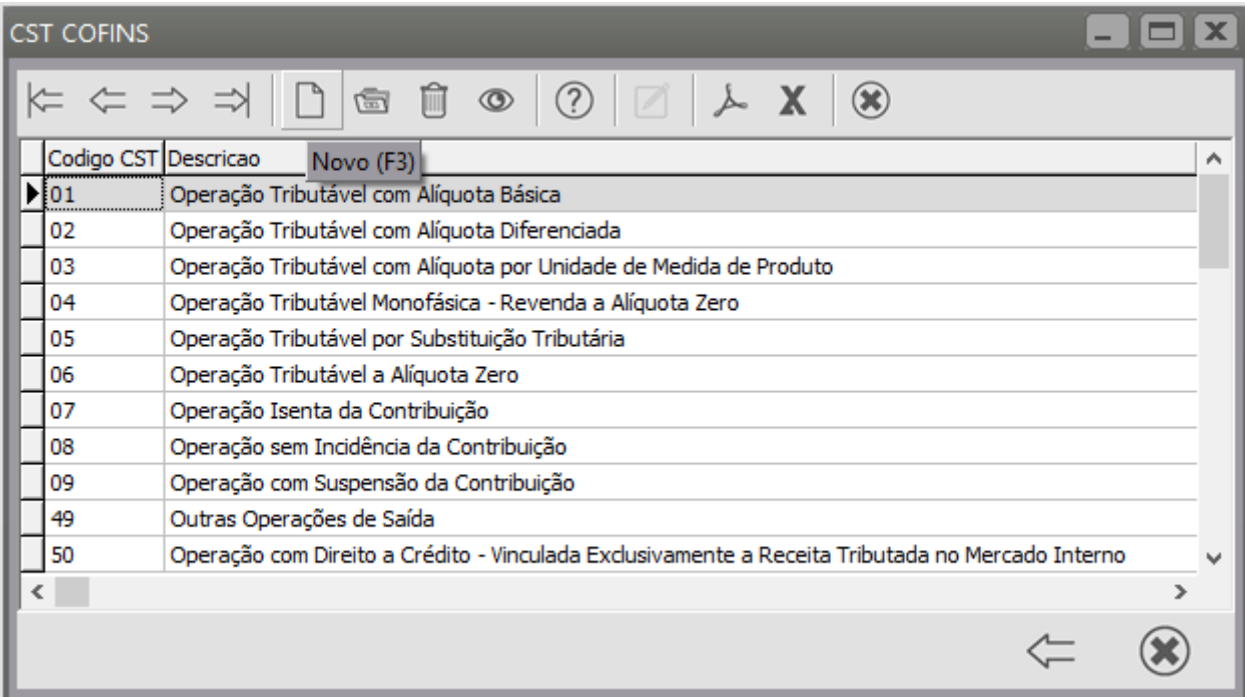 CST COFINS
Codigo CST Descricao
Novo (F3)
01 Operação Tributável com Alíquota Básica
02 Operação Tributável com Alíquota Diferenciada
03 Operação Tributável com Alíquota por Unidade de Medida de Produto
04 Operação Tributável Monofásica - Revenda a Alíquota Zero
05 Operação Tributável por Substituição Tributária
06 Operação Tributável a Alíquota Zero
07 Operação Isenta da Contribuição
08 Operação sem Incidência da Contribuição
09 Operação com Suspensão da Contribuição
49 Outras Operações de Saída
50 Operação com Direito a Crédito - Vinculada Exclusivamente a Receita Tributada no Mercado Interno